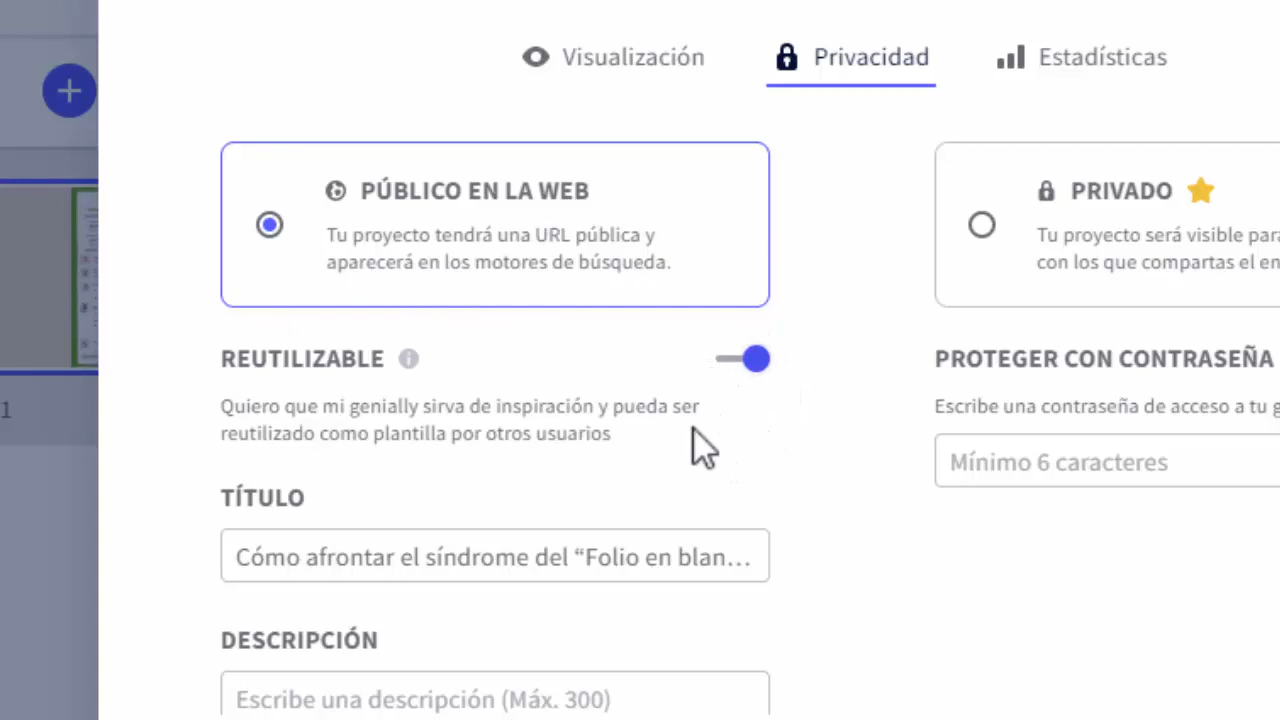 Visualización
Privacidad
Estadísticas
PÚBLICO EN LA WEB
Tu proyecto tendrá una URL pública y
aparecerá en los motores de búsqueda.
PRIVADO
Tu proyecto será visible para
con los que compartas el en
REUTILIZABLE
Quiero que mi genially sirva de inspiración y pueda ser
reutilizado como plantilla por otros usuarios
PROTEGER CON CONTRASEÑA
Escribe una contraseña de acceso a tu g
Mínimo 6 caracteres
1
TÍTULO
Cómo afrontar el síndrome del “Folio en blan...
DESCRIPCIÓN
Escribe una descripción (Máx. 300)